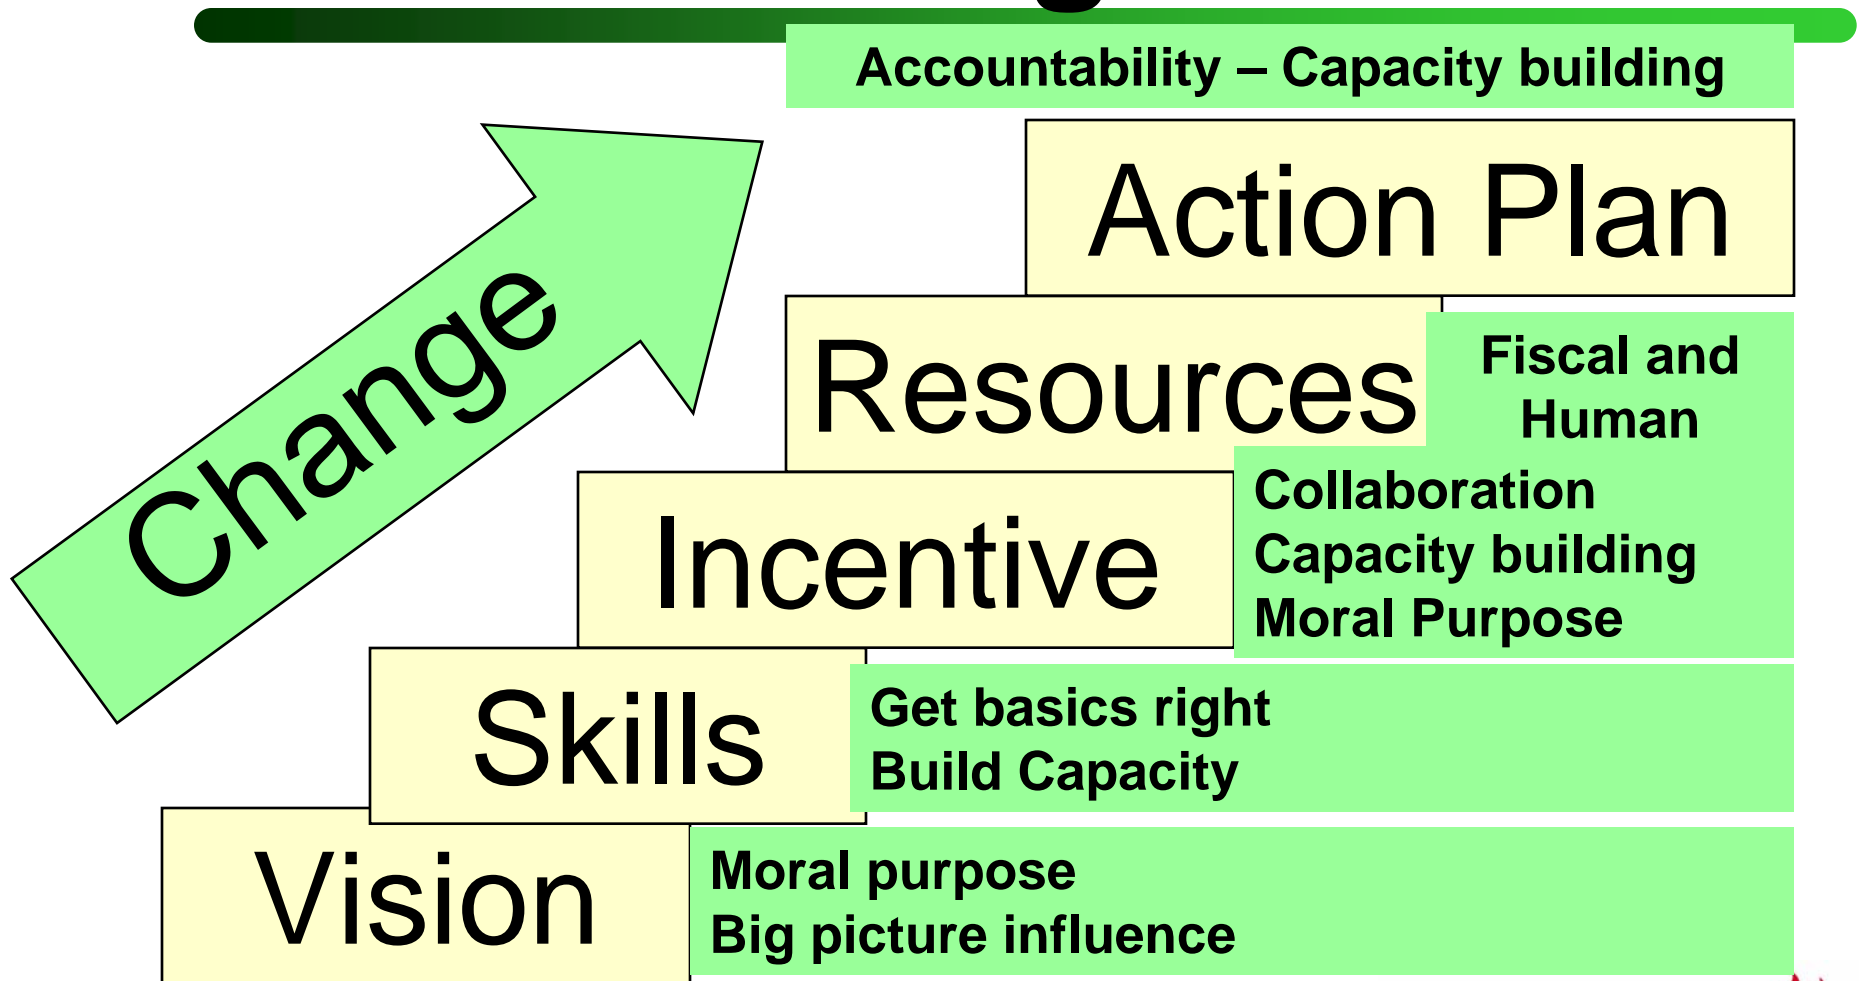 Accountability – Capacity building
Action Plan
Change
Resources
Fiscal and
Human
Incentive
Collaboration
Capacity building
Moral Purpose
Skills
Get basics right
Build Capacity
Vision
Moral purpose
Big picture influence